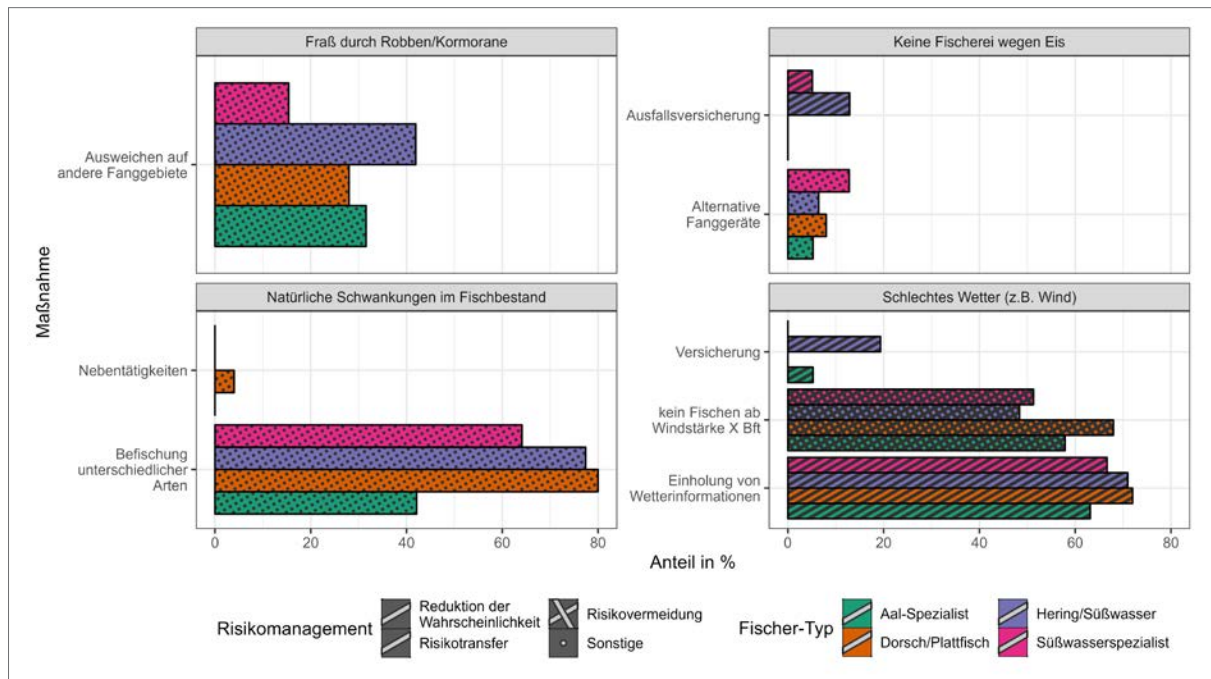 Fraß durch Robben/Kormorane
Keine Fischerei wegen Eis
Ausweichen auf
andere Fanggebiete
Ausfallsversicherung
Alternative
Fanggeräte
Maßnahme
Natürliche Schwankungen im Fischbestand
Schlechtes Wetter (z.B. Wind)
Nebentätigkeiten
Befischung
unterschiedlicher
Arten
Versicherung
kein Fischen ab
Windstärke X Bft
Einholung von
Wetterinformationen
0 20 40 60 80
0 20 40 60 80
Anteil in %
Risikomanagement
Reduktion der
Wahrscheinlichkeit
Risikotransfer
Risikovermeidung
Sonstige
Fischer-Typ
Aal-Spezialist
Dorsch/Plattfisch
Hering/Süßwasser
Süßwasserspezialist